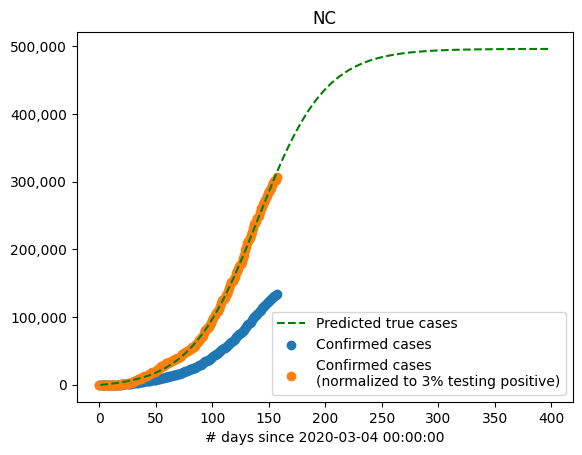 NC
500,000
400,000
300,000
200,000
100,000
0
0 50 100 150 200 250 300 350 400
# days since 2020-03-04 00:00:00
Predicted true cases
Confirmed cases
Confirmed cases
(normalized to 3% testing positive)